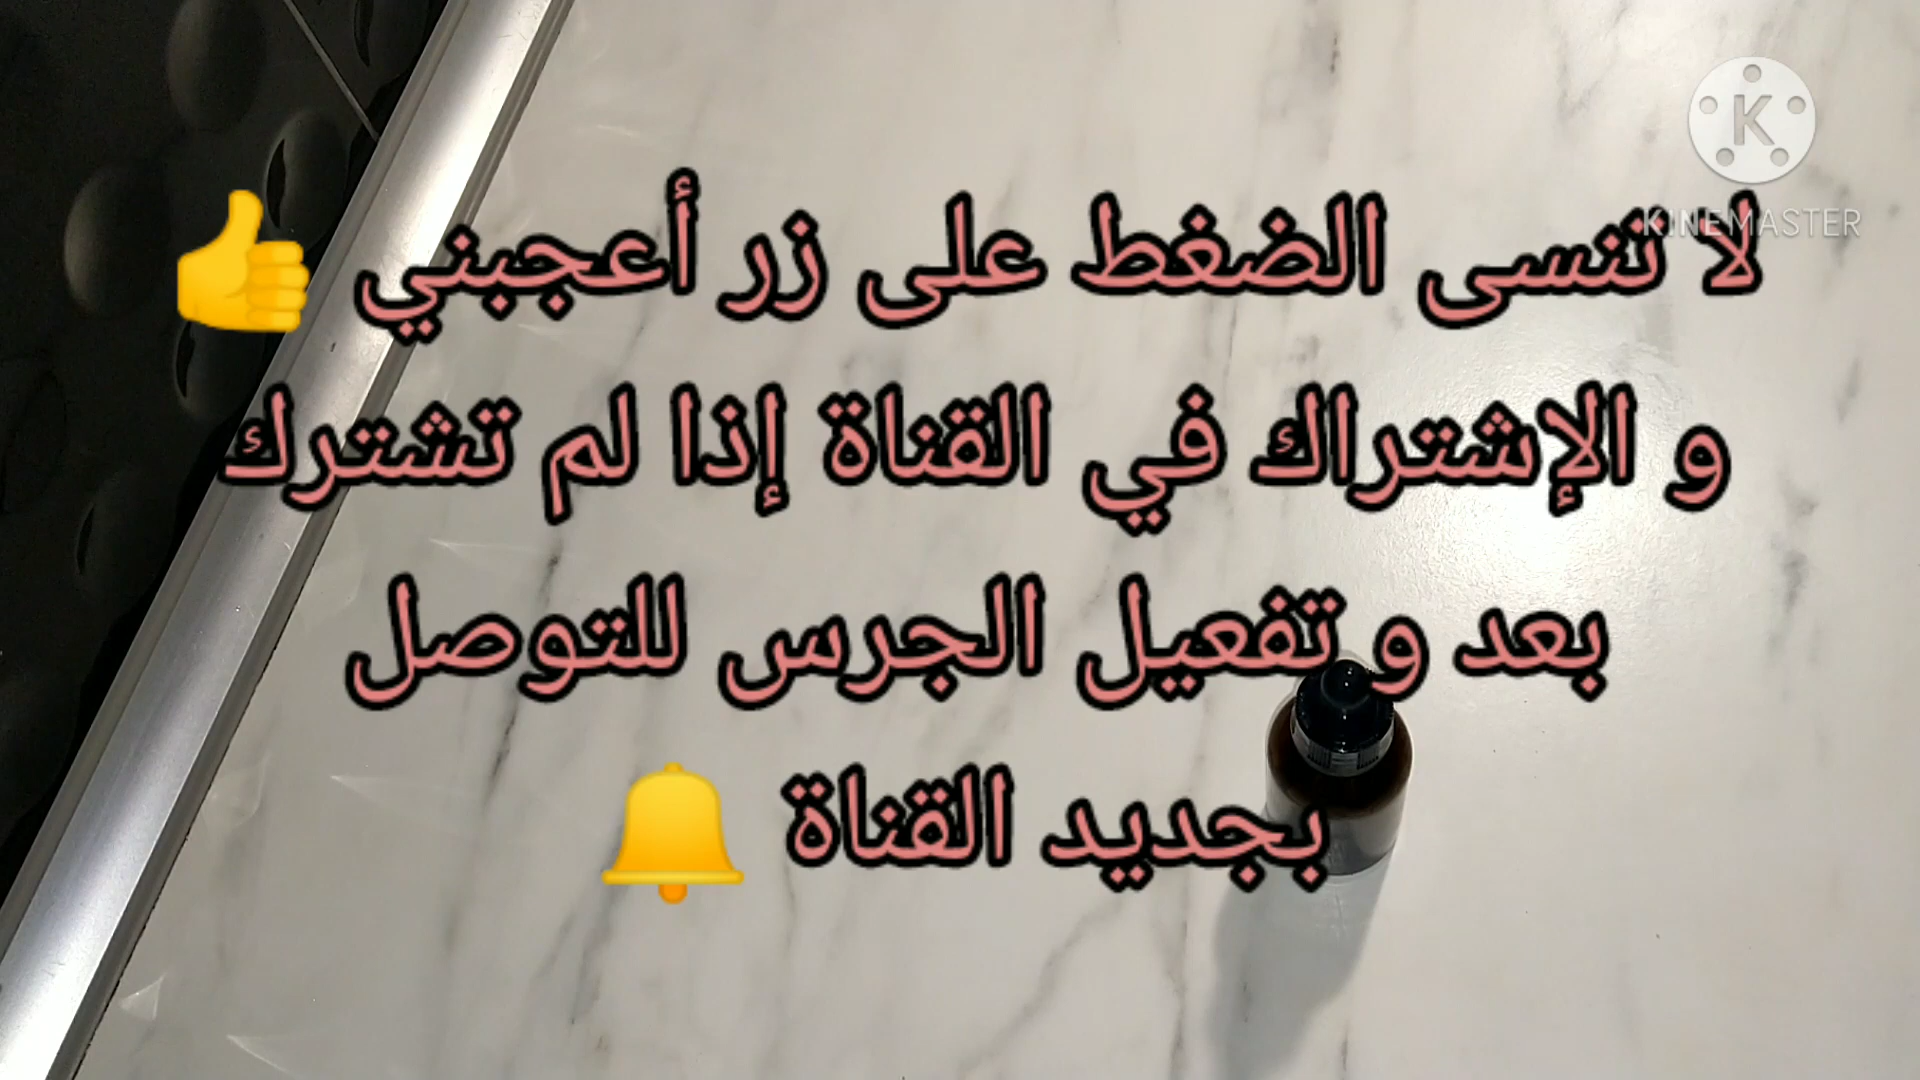 K
KINEMASTER
لا تنسى الضغط على زر أعجبني 👍
و الإشتراك في القناة إذا لم تشترك
بعد و تفعيل الجرس للتوصل
بجديد القناة 🔔